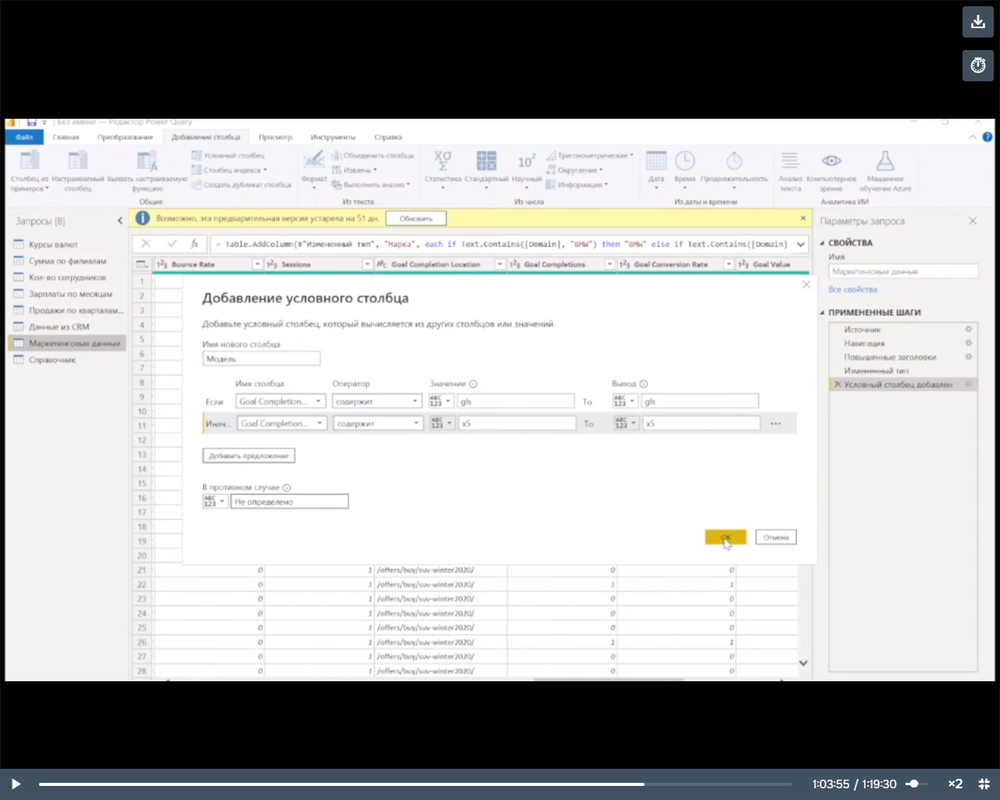 Без имени — Редактор Power Query
Файл Главная Преобразование Добавление столбца Просмотр Инструменты Справка
Столбец из примеров Настраиваемый столбец Вызвать настраиваемую функцию
Условный столбец
Столбец индекса
Создать дубликат столбца
Общие
Формат
Объединить столбцы
Извлечь
Выполнить анализ
Из текста
Статистика Стандартный Научный
Тригонометрические
Округление
Информация
Из числа
Дата Время Продолжительность
Из даты и времени
Анализ текста Компьютерное зрение Машинное обучение Azure
Аналитика ИИ
Запросы [8]
Курсы валют
Сумма по филиалам
Кол-во сотрудников
Зарплаты по месяцам
Продажи по кварталам...
Данные из CRM
Маркетинговые данные
Справочник
Возможно, эта предварительная версия устарела на 51 дн. Обновить
= Table.AddColumn(#"Измененный тип", "Марка", each if Text.Contains([Domain], "BMW") then "BMW" else if Text.Contains([Domain]
Bounce Rate Sessions Goal Completion Location Goal Completions Goal Conversion Rate Goal Value
1
2
3
4
5
6
7
8
9
10
11
12
13
14
15
16
17
18
19
20
Добавление условного столбца
Добавьте условный столбец, который вычисляется из других столбцов или значений.
Имя нового столбца
Модель
Имя столбца Оператор Значение Вывод
Если Goal Completion... содержит ABC 123 gls То ABC 123 gls
Инач... Goal Completion... содержит ABC 123 x5 То ABC 123 x5 ...
Добавить предложение
В противном случае
ABC 123 Не определено
OK Отмена
21 0 1 /offers/buy/suv-winter2020/ 0 0
22 0 1 /offers/buy/suv-winter2020/ 1 1
23 0 1 /offers/buy/suv-winter2020/ 0 0
24 0 1 /offers/buy/suv-winter2020/ 0 0
25 0 1 /offers/buy/suv-winter2020/ 0 0
26 0 1 /offers/buy/suv-winter2020/ 1 1
27 0 1 /offers/buy/suv-winter2020/ 0 0
28 0 1 /offers/buy/suv-winter2020/ 0 0
Параметры запроса
СВОЙСТВА
Имя
Маркетинговые данные
Все свойства
ПРИМЕНЕННЫЕ ШАГИ
Источник
Навигация
Повышенные заголовки
Измененный тип
Условный столбец добавлен
1:03:55 / 1:19:30 ×2